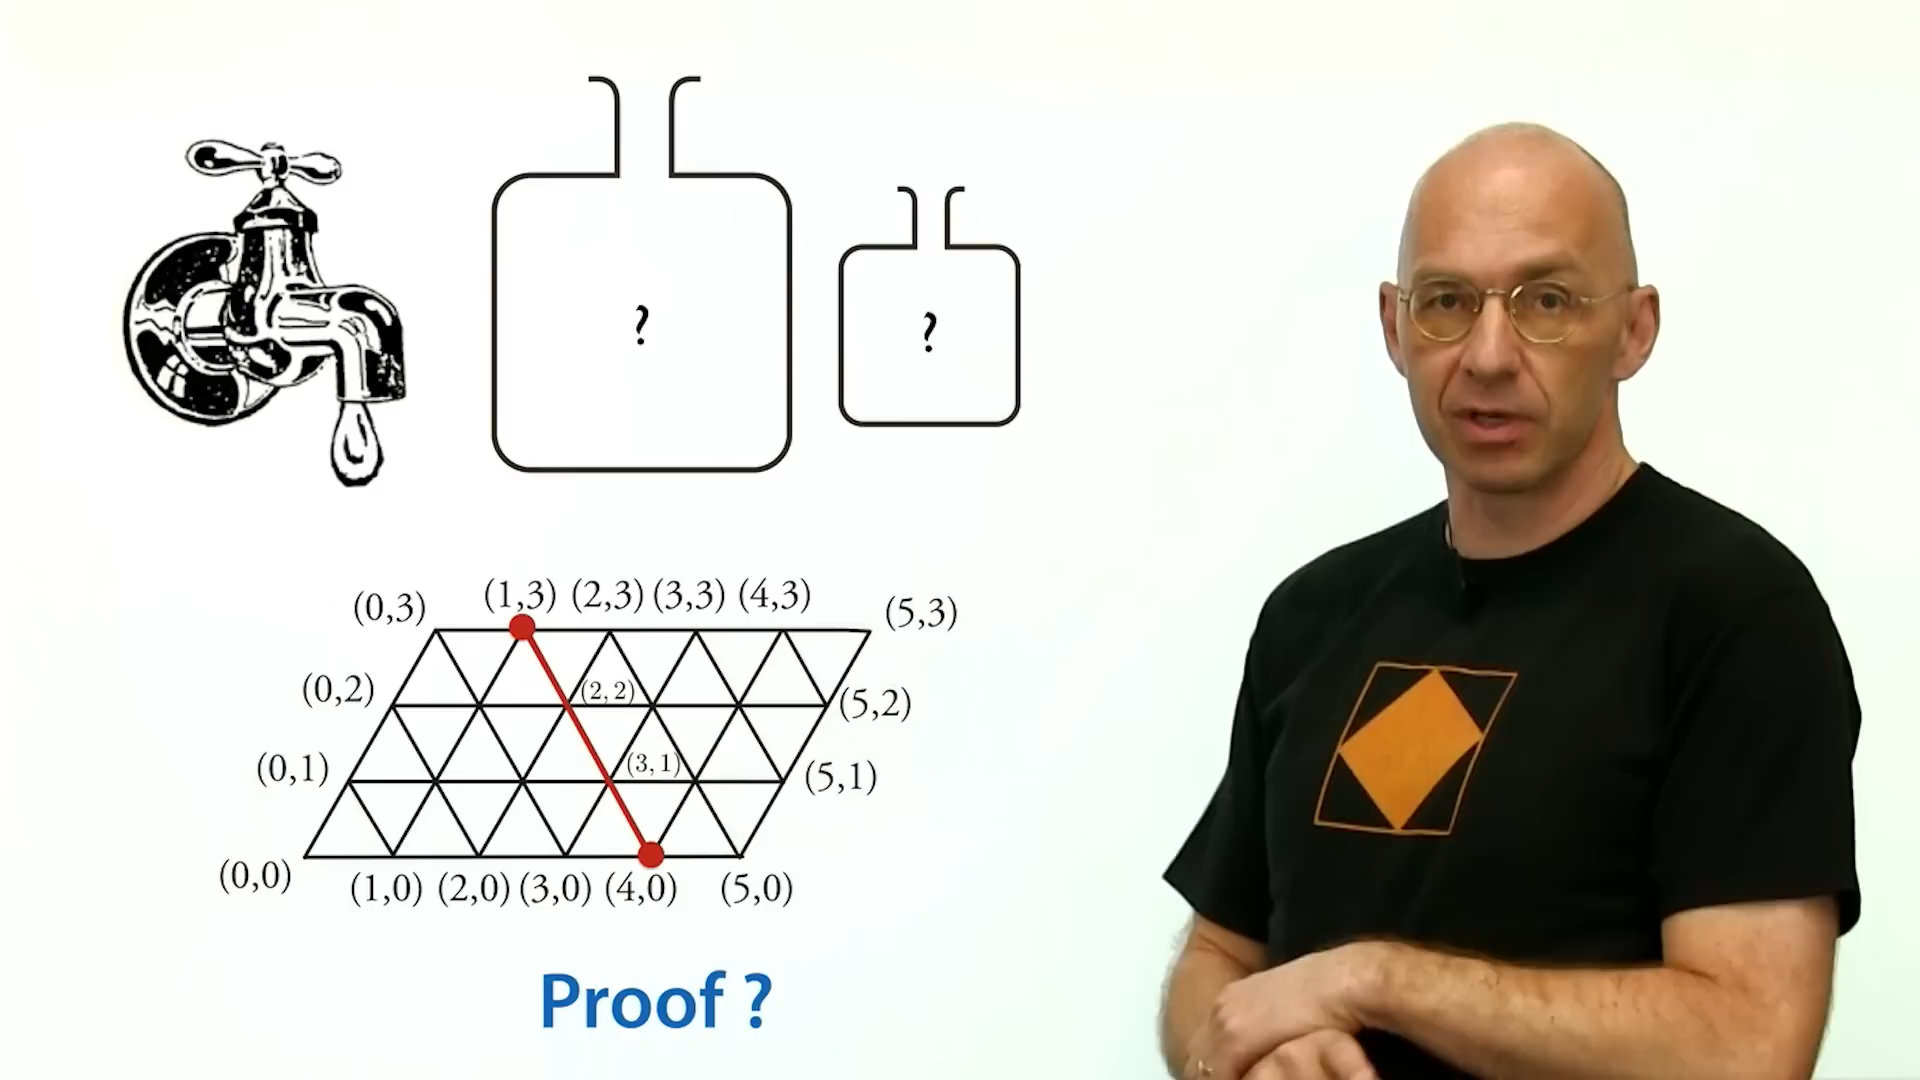 ?
?
(0,3) (1,3) (2,3) (3,3) (4,3) (5,3)
(0,2) (2, 2) (5,2)
(0,1) (3, 1) (5,1)
(0,0) (1,0) (2,0) (3,0) (4,0) (5,0)
Proof ?